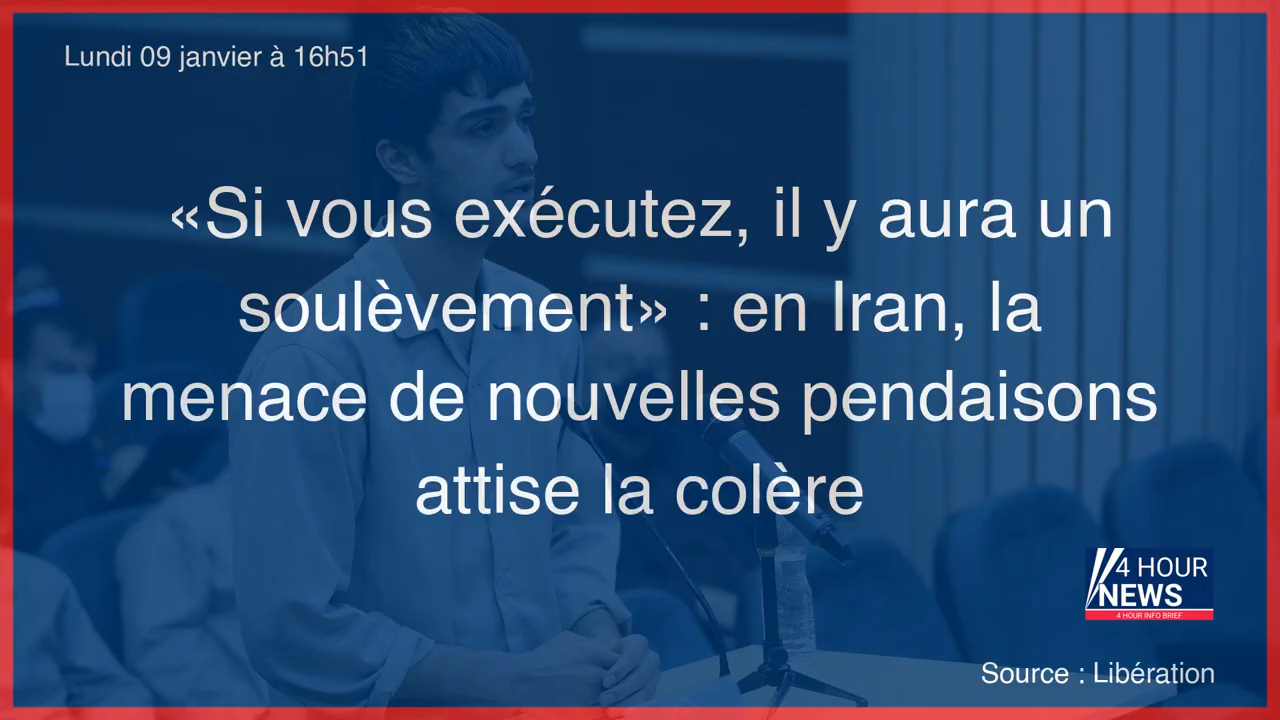 Lundi 09 janvier à 16h51
«Si vous exécutez, il y aura un
soulèvement» : en Iran, la
menace de nouvelles pendaisons
attise la colère
4 HOUR
NEWS
4 HOUR INFO BRIEF
Source : Libération